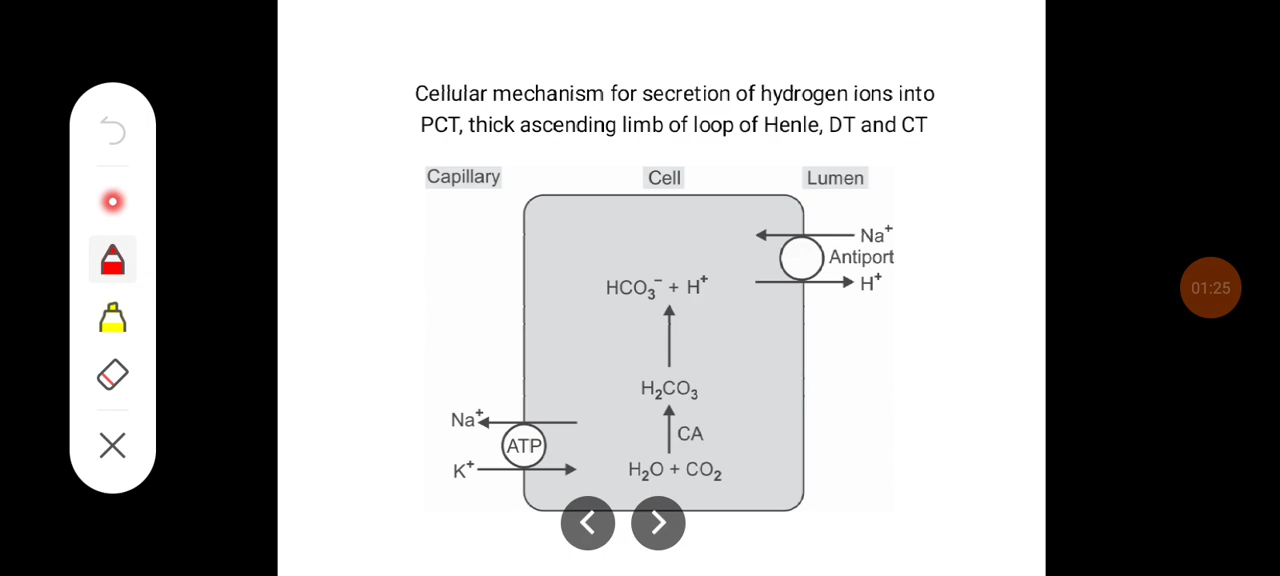 Cellular mechanism for secretion of hydrogen ions into
PCT, thick ascending limb of loop of Henle, DT and CT
Capillary Cell Lumen
Na⁺
Antiport
H⁺
HCO₃⁻ + H⁺
H₂CO₃
CA
H₂O + CO₂
Na⁺
ATP
K⁺
01:25